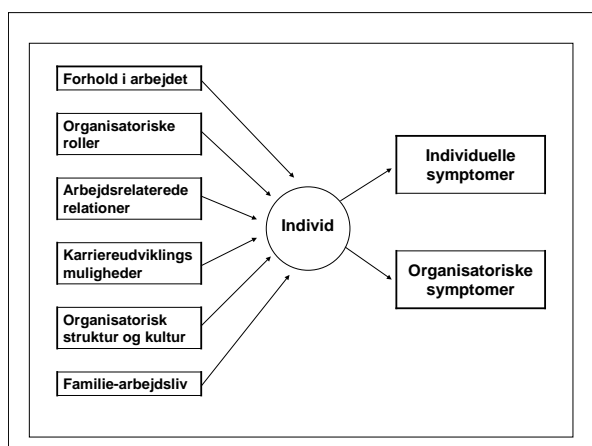 Forhold i arbejdet
Organisatoriske
roller
Arbejdsrelaterede
relationer
Karriereudviklings
muligheder
Organisatorisk
struktur og kultur
Familie-arbejdsliv
Individ
Individuelle
symptomer
Organisatoriske
symptomer